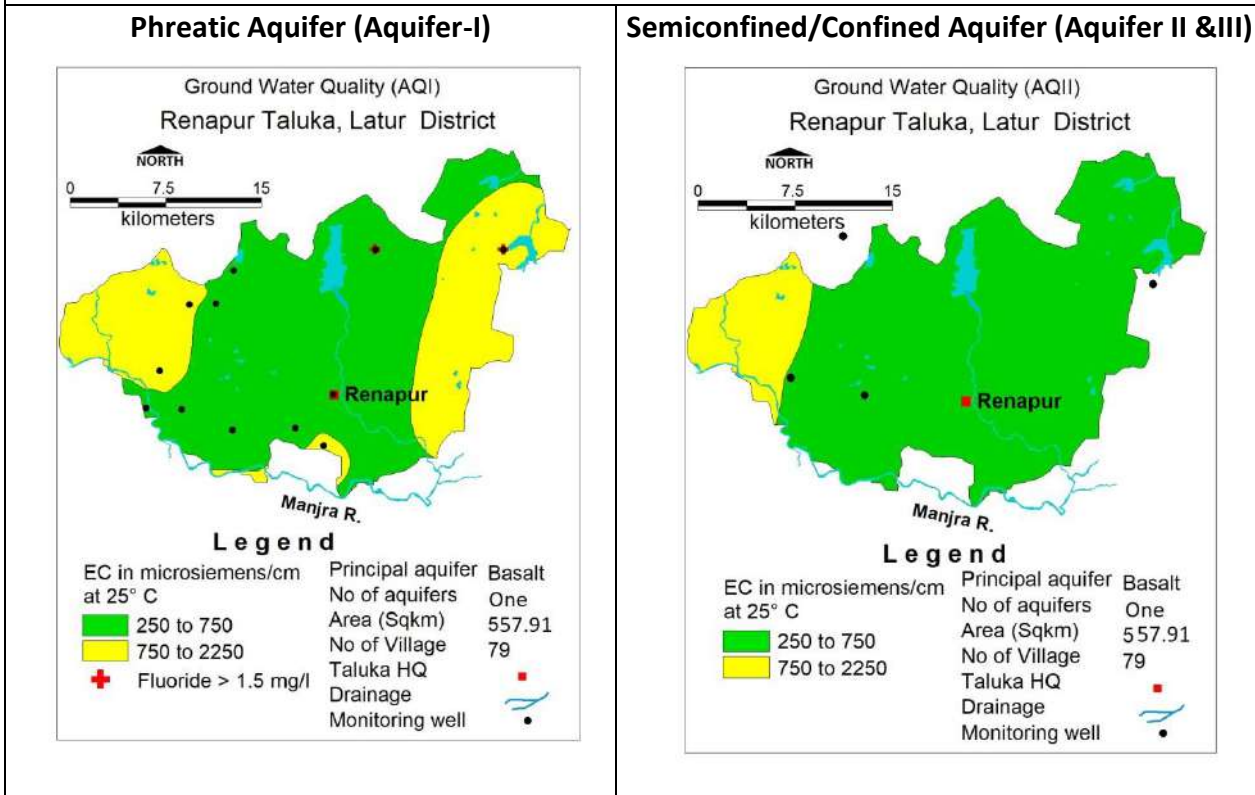 Phreatic Aquifer (Aquifer-I)
Ground Water Quality (AQI)
Renapur Taluka, Latur District
NORTH
0 7.5 15
kilometers
Renapur
Manjra R.
Legend
EC in microsiemens/cm
at 25° C
250 to 750
750 to 2250
Fluoride > 1.5 mg/l
Principal aquifer Basalt
No of aquifers One
Area (Sqkm) 557.91
No of Village 79
Taluka HQ
Drainage
Monitoring well
Semiconfined/Confined Aquifer (Aquifer II &III)
Ground Water Quality (AQII)
Renapur Taluka, Latur District
NORTH
0 7.5 15
kilometers
Renapur
Manjra R.
Legend
EC in microsiemens/cm
at 25° C
250 to 750
750 to 2250
Principal aquifer Basalt
No of aquifers One
Area (Sqkm) 557.91
No of Village 79
Taluka HQ
Drainage
Monitoring well